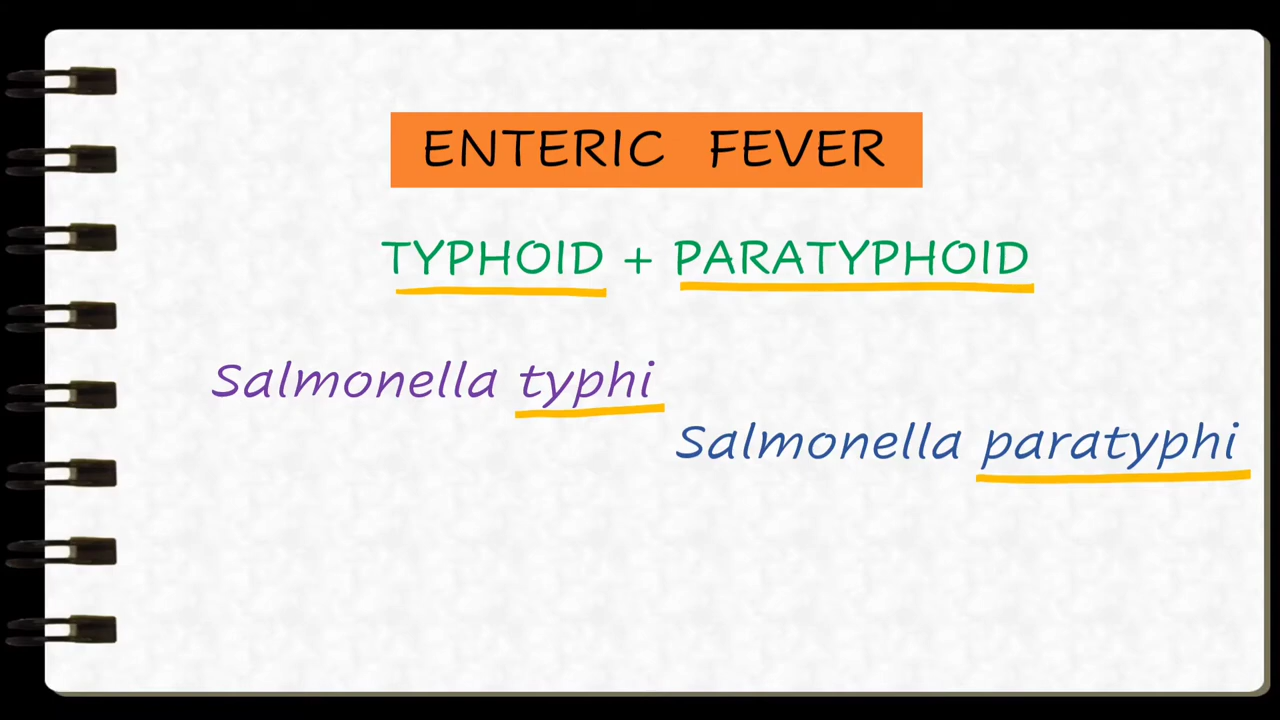 ENTERIC FEVER
TYPHOID + PARATYPHOID
Salmonella typhi
Salmonella paratyphi